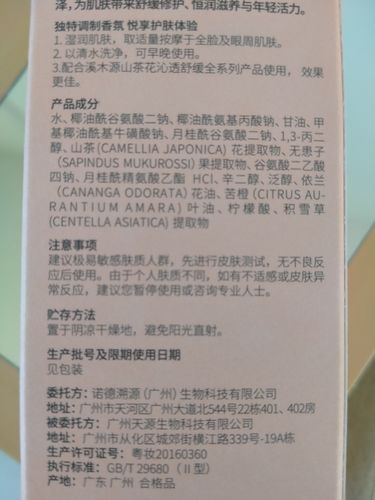 泽，为肌肤带来舒缓修护、恒润滋养与年轻活力。
独特调制香氛 悦享护肤体验
1. 湿润肌肤，取适量按摩于全脸及眼周肌肤。
2. 以清水洗净，可早晚使用。
3.配合溪木源山茶花沁透舒缓全系列产品使用， 效果
更佳。
产品成分
水、椰油酰谷氨酸二钠、椰油酰氨基丙酸钠、甘油、甲
基椰油酰基牛磺酸钠、月桂酰谷氨酸二钠、1,3-丙二
醇、山茶(CAMELLIA JAPONICA) 花提取物、无患子
（SAPINDUS MUKUROSSI) 果提取物、谷氨酸二乙酸
四钠、月桂酰精氨酸乙酯 HCl、辛二醇、泛醇、依兰
(CANANGA ODORATA) 花油、苦橙 (CITRUS AU-
RANTIUM AMARA) 叶油、柠檬酸、积雪草
(CENTELLA ASIATICA) 提取物
注意事项
建议极易敏感肤质人群，先进行皮肤测试，无不良反
应后使用。由于个人肤质不同，如有不适感或皮肤异
常反应，建议您暂停使用或咨询专业人士。
贮存方法
置于阴凉干燥地，避免阳光直射。
生产批号及限期使用日期
见包装
委托方：诺德溯源（广州）生物科技有限公司
地址：广州市天河区广州大道北544号22栋401、402房
被委托方：广州天源生物科技有限公司
地址：广州市从化区城郊街横江路339号-19A栋
生产许可证号：粤妆20160360
执行标准：GB/T 29680（Ⅱ型）
产地：广东 广州 合格品